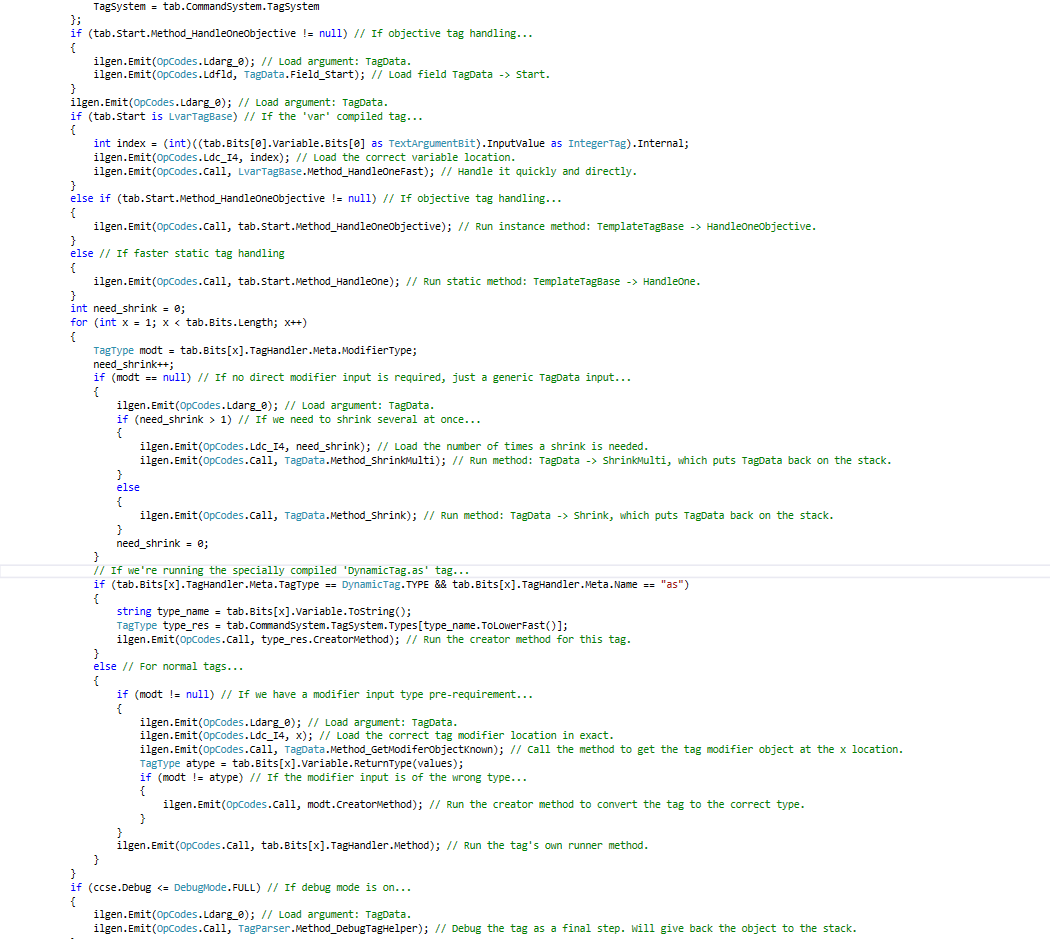 TagSystem = tab.CommandSystem.TagSystem
};
if (tab.Start.Method_HandleOneObjective != null) // If objective tag handling...
{
ilgen.Emit(OpCodes.Ldarg_0); // Load argument: TagData.
ilgen.Emit(OpCodes.Ldfld, TagData.Field_Start); // Load field TagData -> Start.
}
ilgen.Emit(OpCodes.Ldarg_0); // Load argument: TagData.
if (tab.Start is LvarTagBase) // If the 'var' compiled tag...
{
int index = (int)((tab.Bits[0].Variable.Bits[0] as TextArgumentBit).InputValue as IntegerTag).Internal;
ilgen.Emit(OpCodes.Ldc_I4, index); // Load the correct variable location.
ilgen.Emit(OpCodes.Call, LvarTagBase.Method_HandleOneFast); // Handle it quickly and directly.
}
else if (tab.Start.Method_HandleOneObjective != null) // If objective tag handling...
{
ilgen.Emit(OpCodes.Call, tab.Start.Method_HandleOneObjective); // Run instance method: TemplateTagBase -> HandleOneObjective.
}
else // If faster static tag handling
{
ilgen.Emit(OpCodes.Call, tab.Start.Method_HandleOne); // Run static method: TemplateTagBase -> HandleOne.
}
int need_shrink = 0;
for (int x = 1; x < tab.Bits.Length; x++)
{
TagType modt = tab.Bits[x].TagHandler.Meta.ModifierType;
need_shrink++;
if (modt == null) // If no direct modifier input is required, just a generic TagData input...
{
ilgen.Emit(OpCodes.Ldarg_0); // Load argument: TagData.
if (need_shrink > 1) // If we need to shrink several at once...
{
ilgen.Emit(OpCodes.Ldc_I4, need_shrink); // Load the number of times a shrink is needed.
ilgen.Emit(OpCodes.Call, TagData.Method_ShrinkMulti); // Run method: TagData -> ShrinkMulti, which puts TagData back on the stack.
}
else
{
ilgen.Emit(OpCodes.Call, TagData.Method_Shrink); // Run method: TagData -> Shrink, which puts TagData back on the stack.
}
need_shrink = 0;
}
// If we're running the specially compiled 'DynamicTag.as' tag...
if (tab.Bits[x].TagHandler.Meta.TagType == DynamicTag.TYPE && tab.Bits[x].TagHandler.Meta.Name == "as")
{
string type_name = tab.Bits[x].Variable.ToString();
TagType type_res = tab.CommandSystem.TagSystem.Types[type_name.ToLowerFast()];
ilgen.Emit(OpCodes.Call, type_res.CreatorMethod); // Run the creator method for this tag.
}
else // For normal tags...
{
if (modt != null) // If we have a modifier input type pre-requirement...
{
ilgen.Emit(OpCodes.Ldarg_0); // Load argument: TagData.
ilgen.Emit(OpCodes.Ldc_I4, x); // Load the correct tag modifier location in exact.
ilgen.Emit(OpCodes.Call, TagData.Method_GetModiferObjectKnown); // Call the method to get the tag modifier object at the x location.
TagType atype = tab.Bits[x].Variable.ReturnType(values);
if (modt != atype) // If the modifier input is of the wrong type...
{
ilgen.Emit(OpCodes.Call, modt.CreatorMethod); // Run the creator method to convert the tag to the correct type.
}
}
ilgen.Emit(OpCodes.Call, tab.Bits[x].TagHandler.Method); // Run the tag's own runner method.
}
}
if (ccse.Debug <= DebugMode.FULL) // If debug mode is on...
{
ilgen.Emit(OpCodes.Ldarg_0); // Load argument: TagData.
ilgen.Emit(OpCodes.Call, TagParser.Method_DebugTagHelper); // Debug the tag as a final step. Will give back the object to the stack.